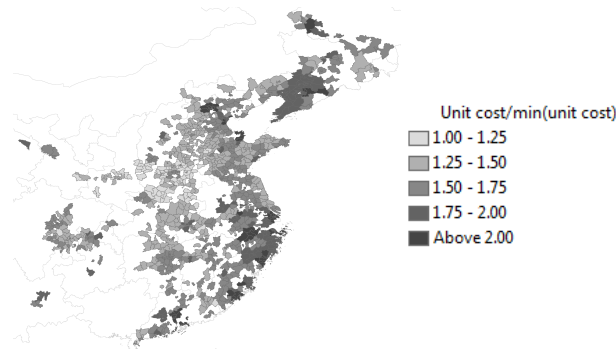 Unit cost/min(unit cost)
1.00 - 1.25
1.25 - 1.50
1.50 - 1.75
1.75 - 2.00
Above 2.00